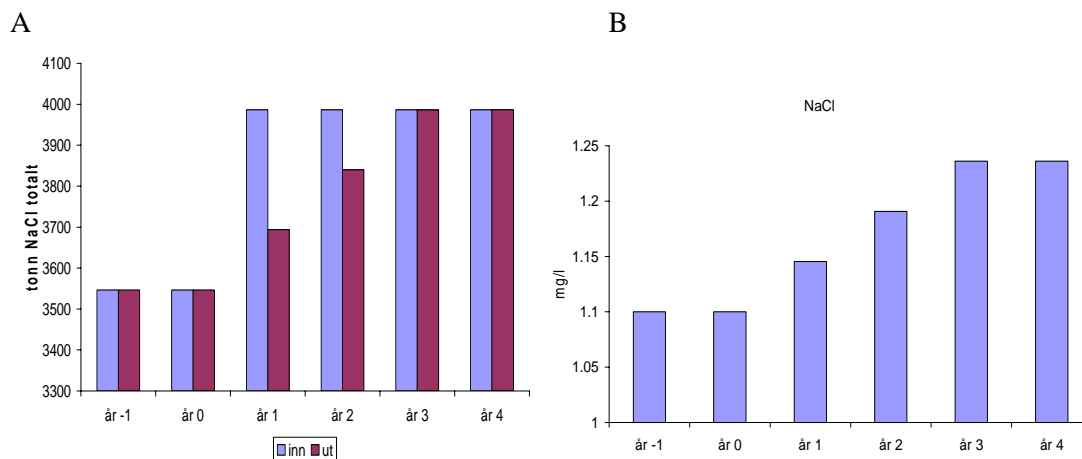 A
tonn NaCl totalt
4100
4000
3900
3800
3700
3600
3500
3400
3300
år -1 år 0 år 1 år 2 år 3 år 4
inn ut
B
NaCl
mg/l
1.25
1.2
1.15
1.1
1.05
1
år -1 år 0 år 1 år 2 år 3 år 4